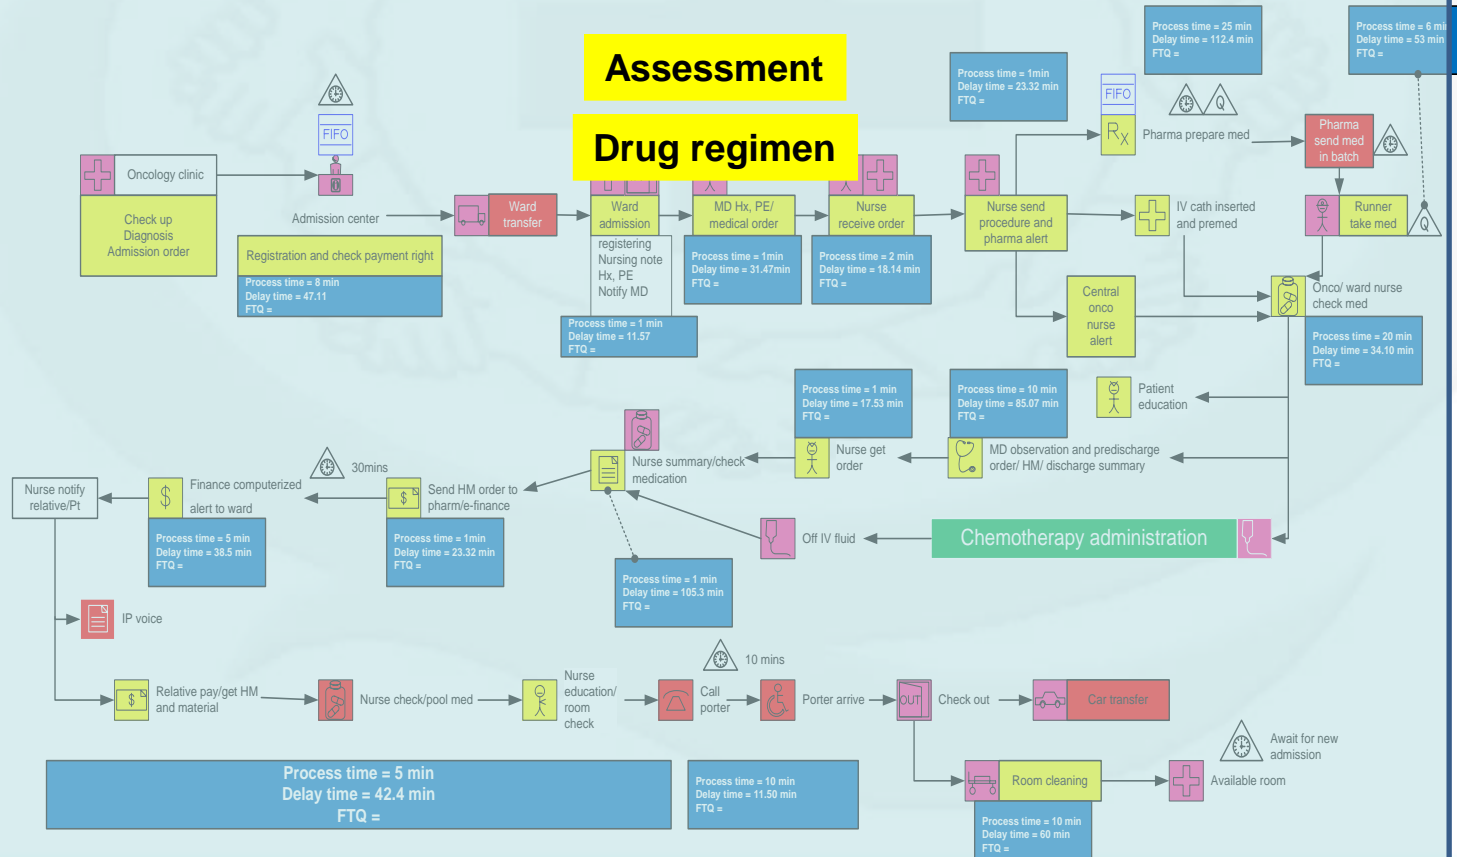 Assessment
Drug regimen
Process time = 1min
Delay time = 23.32 min
FTQ =
Process time = 25 min
Delay time = 112.4 min
FTQ =
Process time = 6 min
Delay time = 53 min
FTQ =
FIFO
Oncology clinic
Check up
Diagnosis
Admission order
FIFO
Admission center
Registration and check payment right
Process time = 8 min
Delay time = 47.11
FTQ =
Ward
transfer
Ward
admission
registering
Nursing note
Hx, PE
Notify MD
Process time = 1 min
Delay time = 11.57
FTQ =
MD Hx, PE/
medical order
Process time = 1min
Delay time = 31.47min
FTQ =
Nurse
receive order
Process time = 2 min
Delay time = 18.14 min
FTQ =
Nurse send
procedure and
pharma alert
RX
Pharma prepare med
Q
Pharma
send med
in batch
IV cath inserted
and premed
Runner
take med
Q
Central
onco
nurse
alert
Onco/ ward nurse
check med
Process time = 20 min
Delay time = 34.10 min
FTQ =
Patient
education
Process time = 1 min
Delay time = 17.53 min
FTQ =
Process time = 10 min
Delay time = 85.07 min
FTQ =
MD observation and predischarge
order/ HM/ discharge summary
Nurse get
order
Nurse summary/check
medication
30mins
Send HM order to
pharm/e-finance
Finance computerized
alert to ward
Nurse notify
relative/Pt
$
$
Process time = 5 min
Delay time = 38.5 min
FTQ =
Process time = 1min
Delay time = 23.32 min
FTQ =
Process time = 1 min
Delay time = 105.3 min
FTQ =
Off IV fluid
Chemotherapy administration
IP voice
10 mins
$
Relative pay/get HM
and material
Nurse check/pool med
Nurse
education/
room
check
Call
porter
Porter arrive
OUT
Check out
Car transfer
Await for new
admission
Room cleaning
Available room
Process time = 5 min
Delay time = 42.4 min
FTQ =
Process time = 10 min
Delay time = 11.50 min
FTQ =
Process time = 10 min
Delay time = 60 min
FTQ =